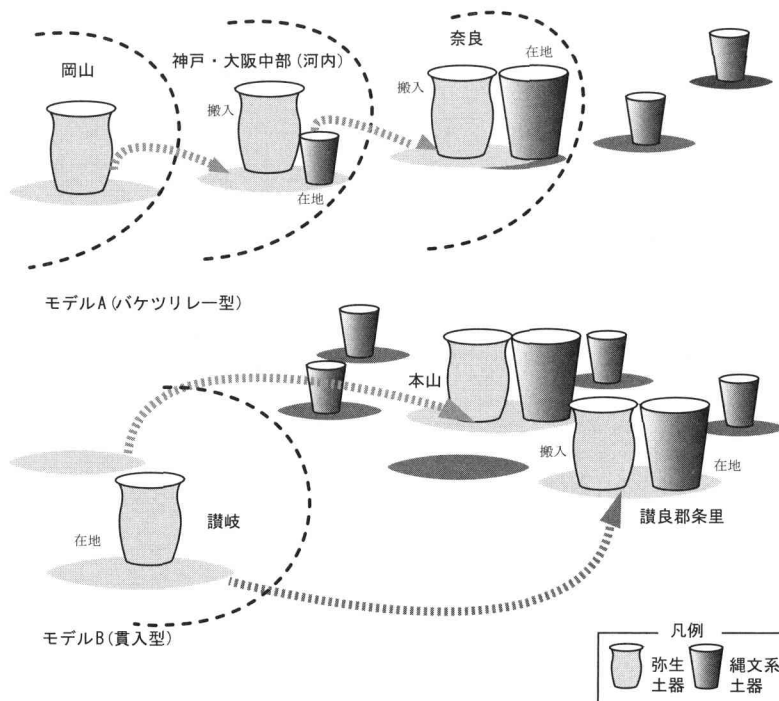 岡山
神戸・大阪中部(河内)
奈良
搬入
在地
搬入
在地
モデルA(バケツリレー型)
本山
搬入
在地
讃良郡条里
讃岐
在地
モデルB(貫入型)
凡例
弥生
土器
縄文系
土器